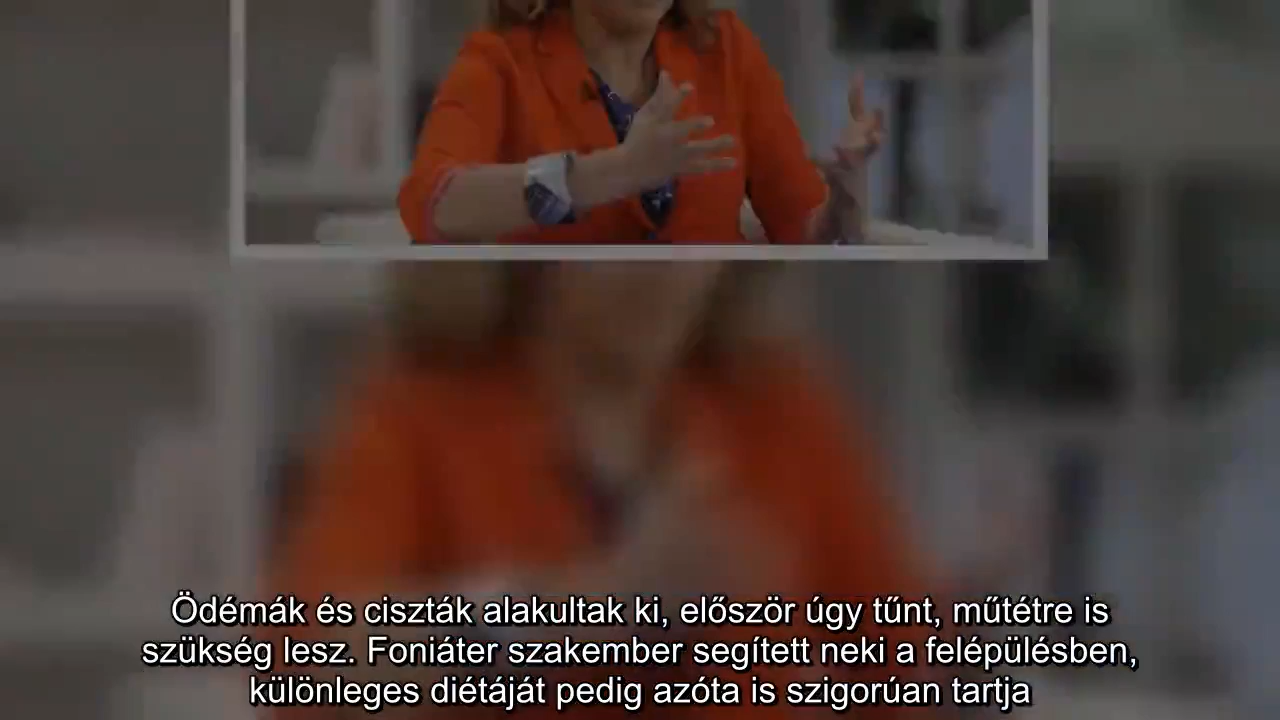 Ödémák és ciszták alakultak ki, először úgy tűnt, műtétre is
szükség lesz. Foniáter szakember segített neki a felépülésben,
különleges diétáját pedig azóta is szigorúan tartja